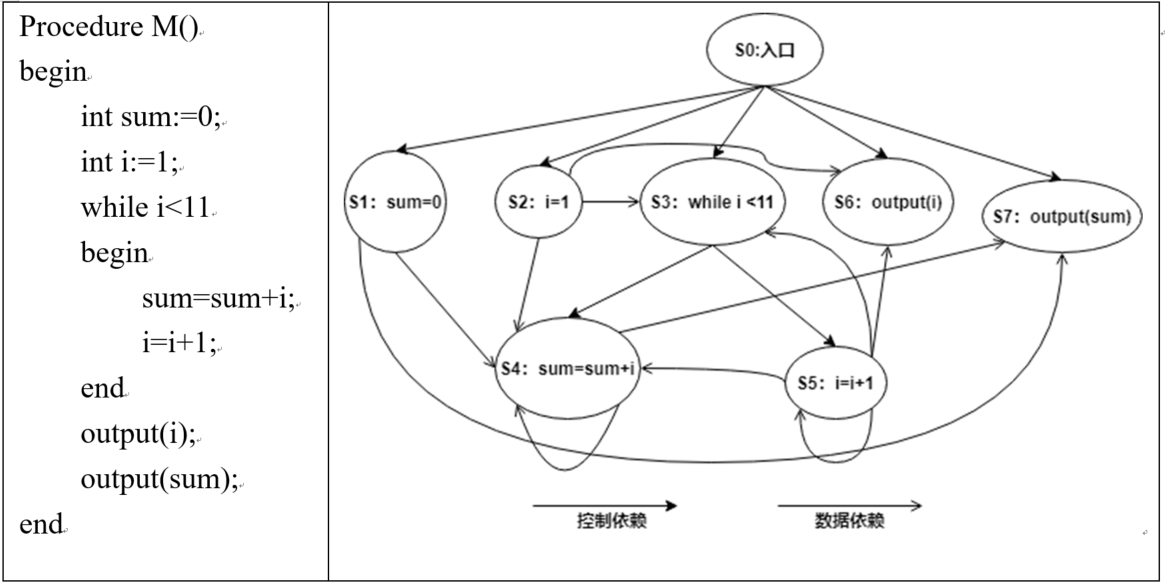 Procedure M()
begin
int sum:=0;
int i:=1;
while i<11
begin
sum=sum+i;
i=i+1;
end
output(i);
output(sum);
end
S0:入口
S1: sum=0
S2: i=1
S3: while i <11
S6: output(i)
S7: output(sum)
S4: sum=sum+i
S5: i=i+1
控制依赖
数据依赖